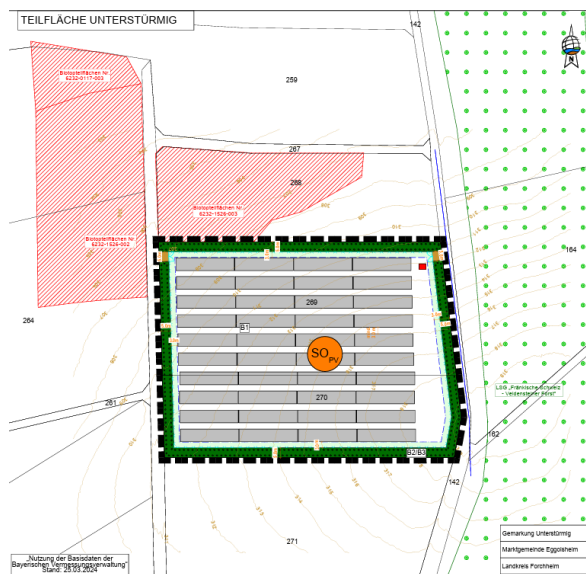 TEILFLÄCHE UNTERSTÜRMIG
142
N
259
Biotopteilflächen Nr.
6232-0117-003
267
268
Biotopteilflächen Nr.
6232-1526-003
164
Biotopteilflächen Nr.
6232-1526-002
264
269
B1
SO PV
270
LSG „Fränkische Schweiz
- Veldensteiner Forst"
261
162
B2/B3
142
271
„Nutzung der Basisdaten der
Bayerischen Vermessungsverwaltung"
Stand: 25.03.2024
Gemarkung Unterstürmig
Marktgemeinde Eggolsheim
Landkreis Forchheim